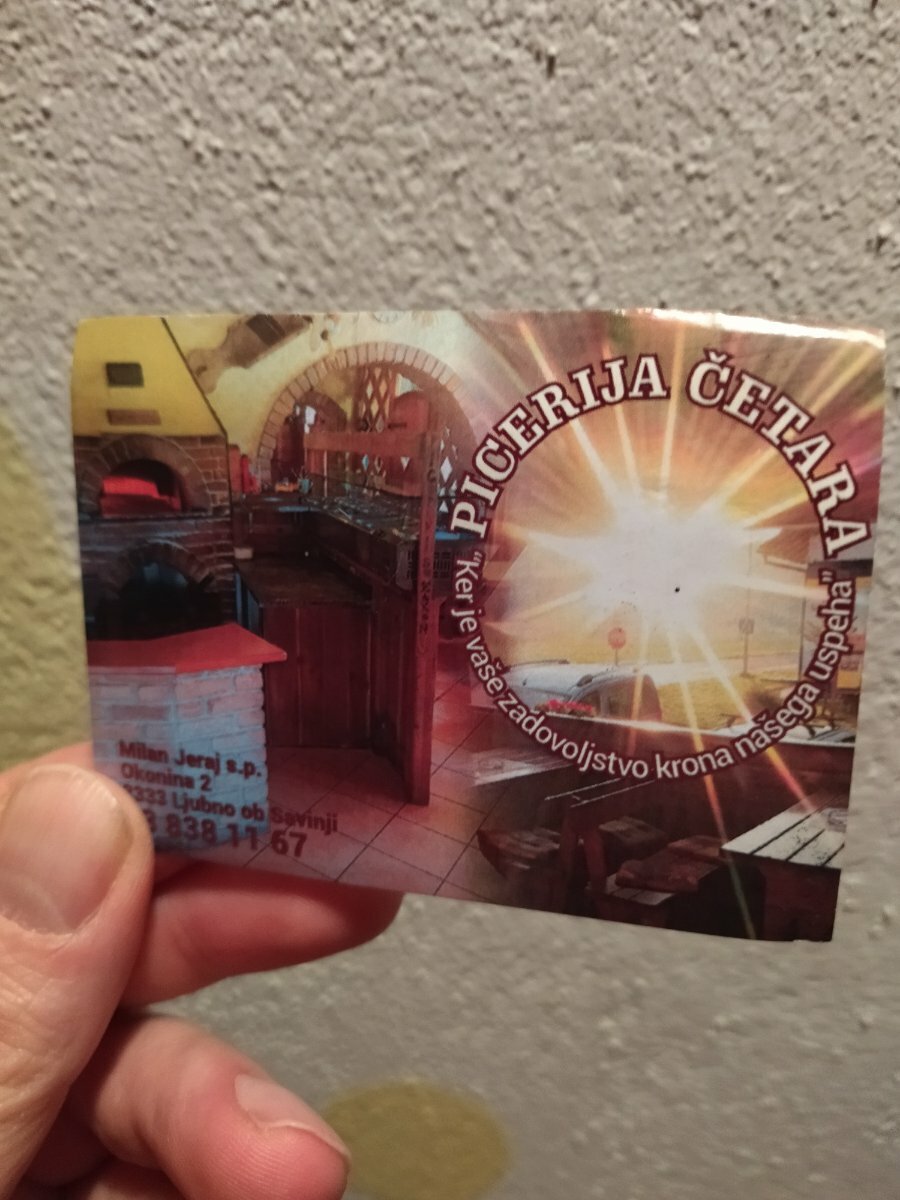 PICERIJA ČETARA
"Ker je vaše zadovoljstvo krona našega uspeha"
Milan Jeraj s.p.
Okonina 2
3333 Ljubno ob Savinji
838 11 67